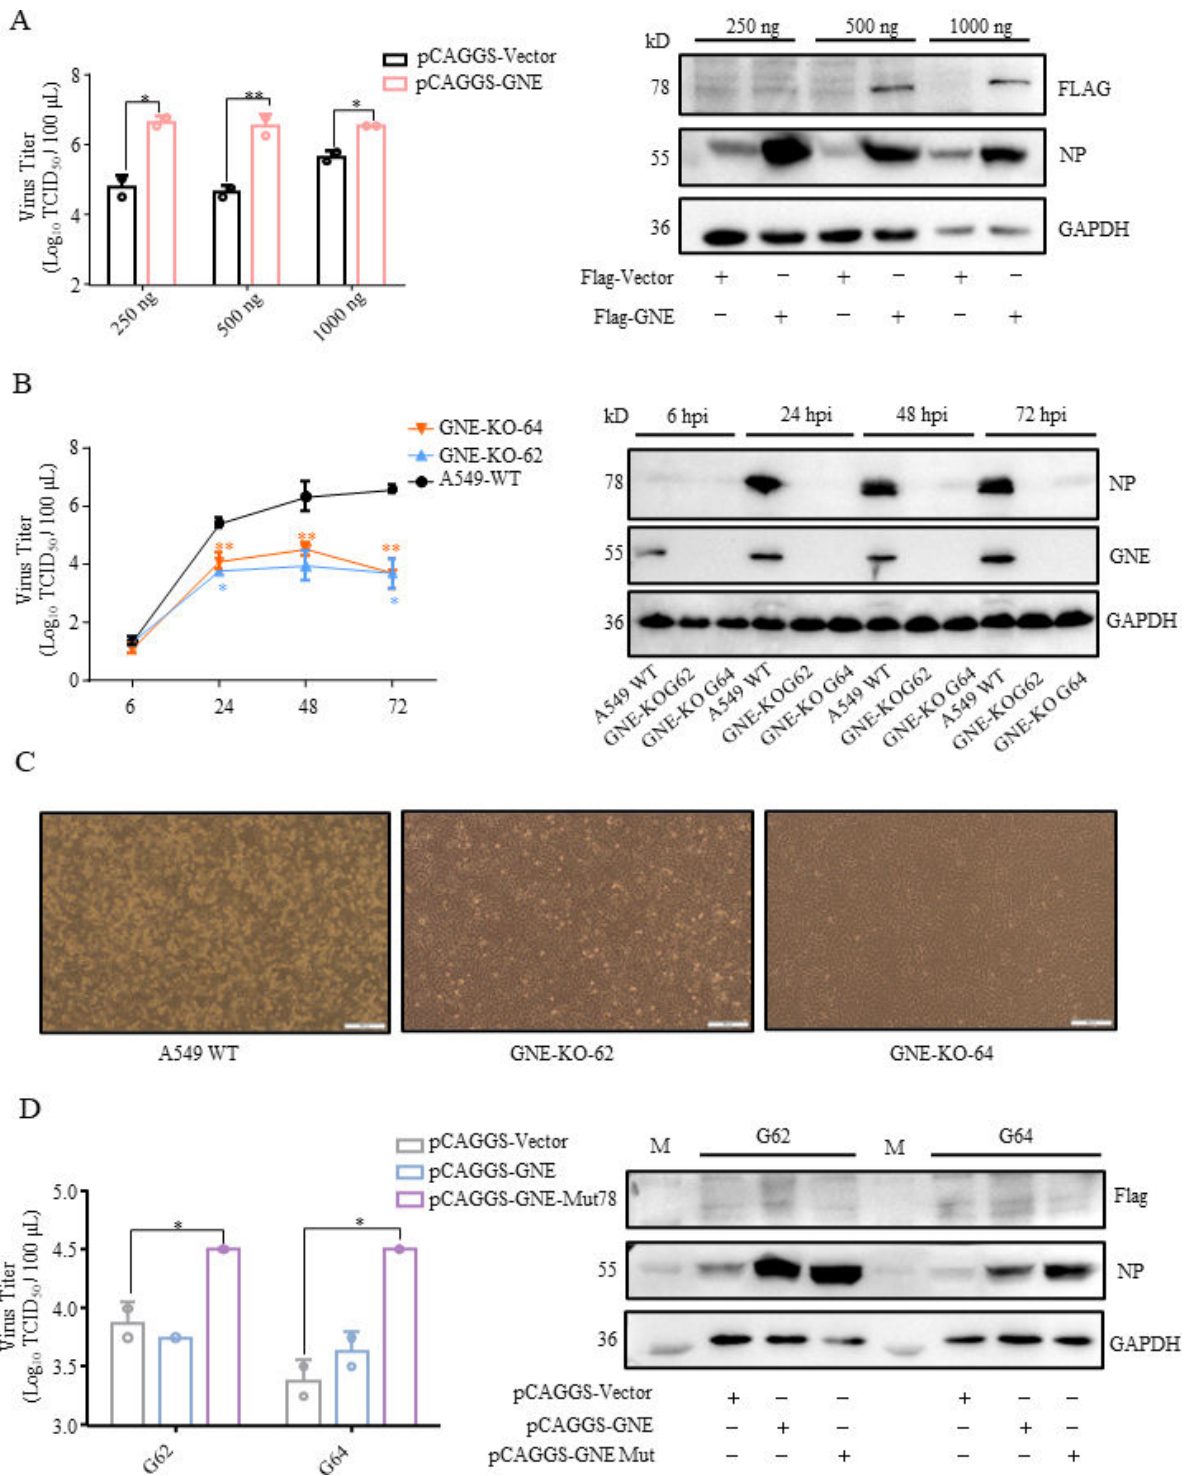 A
pCAGGS-Vector
pCAGGS-GNE
8
6
4
2
Virus Titer
(Log10 TCID50/ 100 μL)
*
**
*
250 ng
500 ng
1000 ng
kD
250 ng
500 ng
1000 ng
78
FLAG
55
NP
36
GAPDH
Flag-Vector + − + − + −
Flag-GNE − + − + − +
B
GNE-KO-64
GNE-KO-62
A549-WT
8
6
4
2
0
Virus Titer
(Log10 TCID50/ 100 μL)
**
**
**
*
*
6
24
48
72
kD
6 hpi
24 hpi
48 hpi
72 hpi
78
NP
55
GNE
36
GAPDH
A549 WT
GNE-KOG62
GNE-KO G64
A549 WT
GNE-KOG62
GNE-KO G64
A549 WT
GNE-KOG62
GNE-KO G64
A549 WT
GNE-KOG62
GNE-KO G64
C
A549 WT
GNE-KO-62
GNE-KO-64
D
pCAGGS-Vector
pCAGGS-GNE
pCAGGS-GNE-Mut78
5.0
4.5
4.0
3.5
3.0
Virus Titer
(Log10 TCID50/ 100 μL)
*
*
G62
G64
M
G62
M
G64
Flag
55
NP
36
GAPDH
pCAGGS-Vector + − − + − −
pCAGGS-GNE − + − − + −
pCAGGS-GNE Mut − − + − − +